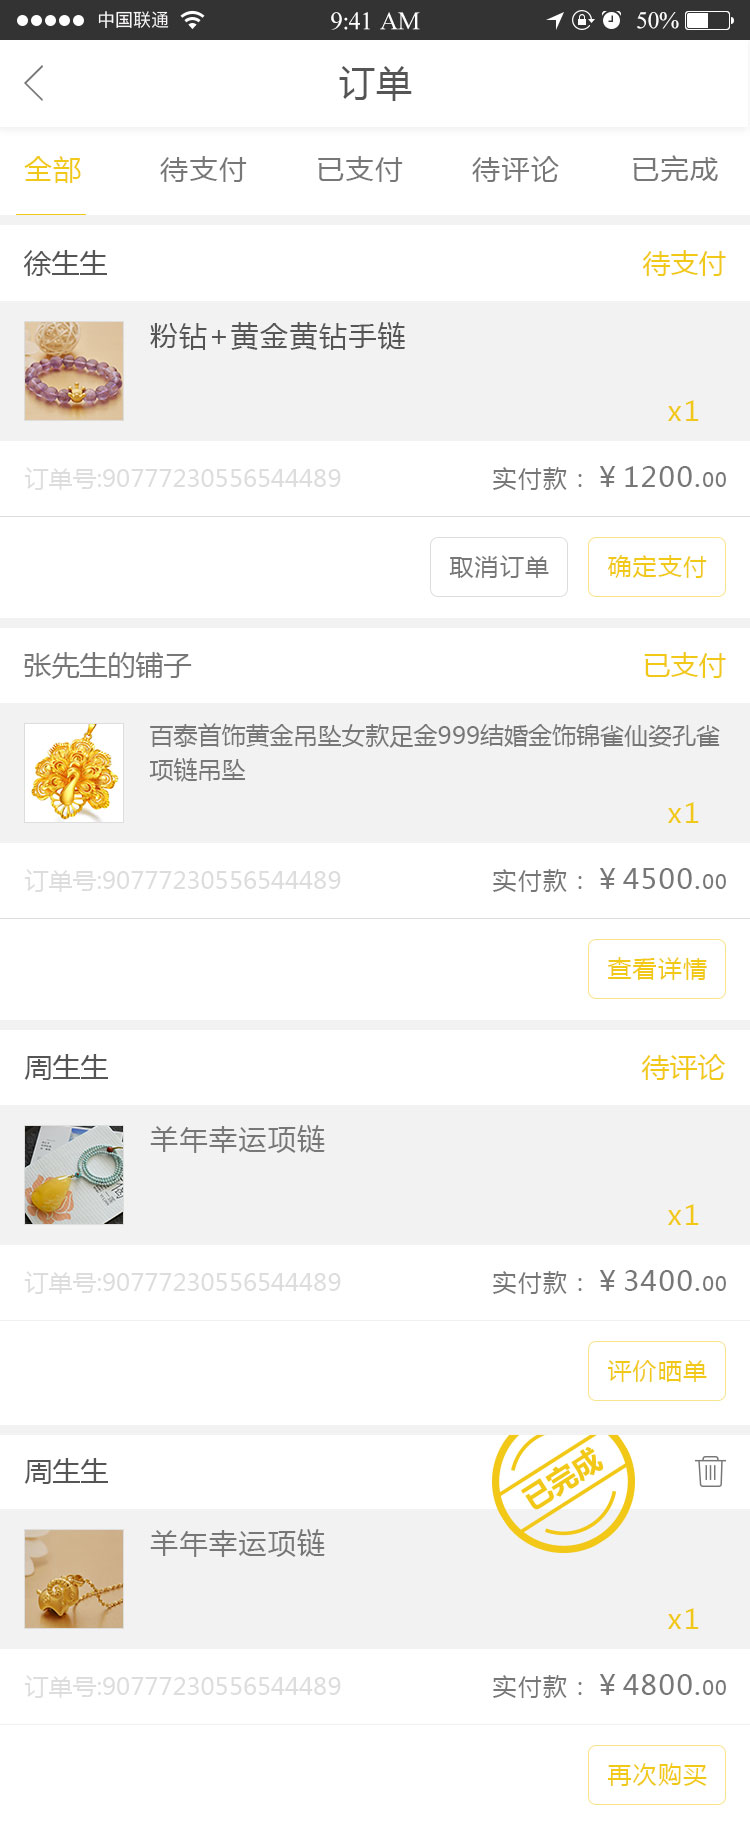 中国联通 9:41 AM 50%
订单
全部 待支付 已支付 待评论 已完成
徐生生 待支付
粉钻+黄金黄钻手链
x1
订单号:90777230556544489 实付款：¥1200.00
取消订单 确定支付
张先生的铺子 已支付
百泰首饰黄金吊坠女款足金999结婚金饰锦雀仙姿孔雀
项链吊坠
x1
订单号:90777230556544489 实付款：¥4500.00
查看详情
周生生 待评论
羊年幸运项链
x1
订单号:90777230556544489 实付款：¥3400.00
评价晒单
周生生 已完成
羊年幸运项链
x1
订单号:90777230556544489 实付款：¥4800.00
再次购买